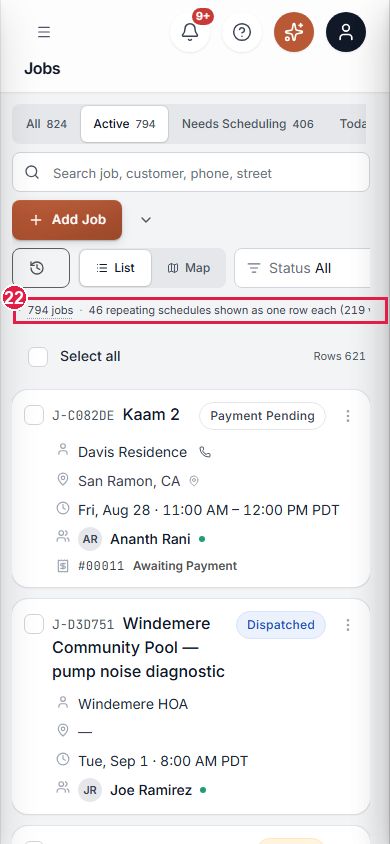 9+
Jobs
All 824 Active 794 Needs Scheduling 406 Toda
Search job, customer, phone, street
+ Add Job
List Map Status All
22
794 jobs · 46 repeating schedules shown as one row each (219
Select all Rows 621
J-C082DE Kaam 2 Payment Pending
Davis Residence
San Ramon, CA
Fri, Aug 28 · 11:00 AM – 12:00 PM PDT
AR Ananth Rani
#00011 Awaiting Payment
J-D3D751 Windemere Dispatched
Community Pool —
pump noise diagnostic
Windemere HOA
—
Tue, Sep 1 · 8:00 AM PDT
JR Joe Ramirez